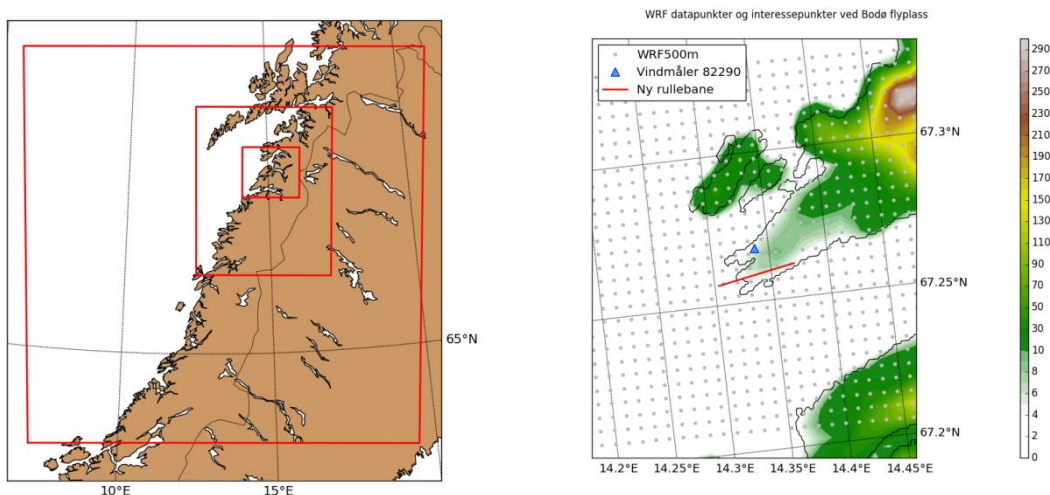 65°N
10°E
15°E
WRF datapunkter og interessepunkter ved Bodø flyplass
WRF500m
Vindmåler 82290
Ny rullebane
67.3°N
67.25°N
67.2°N
14.2°E
14.25°E
14.3°E
14.35°E
14.4°E
14.45°E
290
270
250
230
210
190
170
150
130
110
90
70
50
30
10
8
6
4
2
0